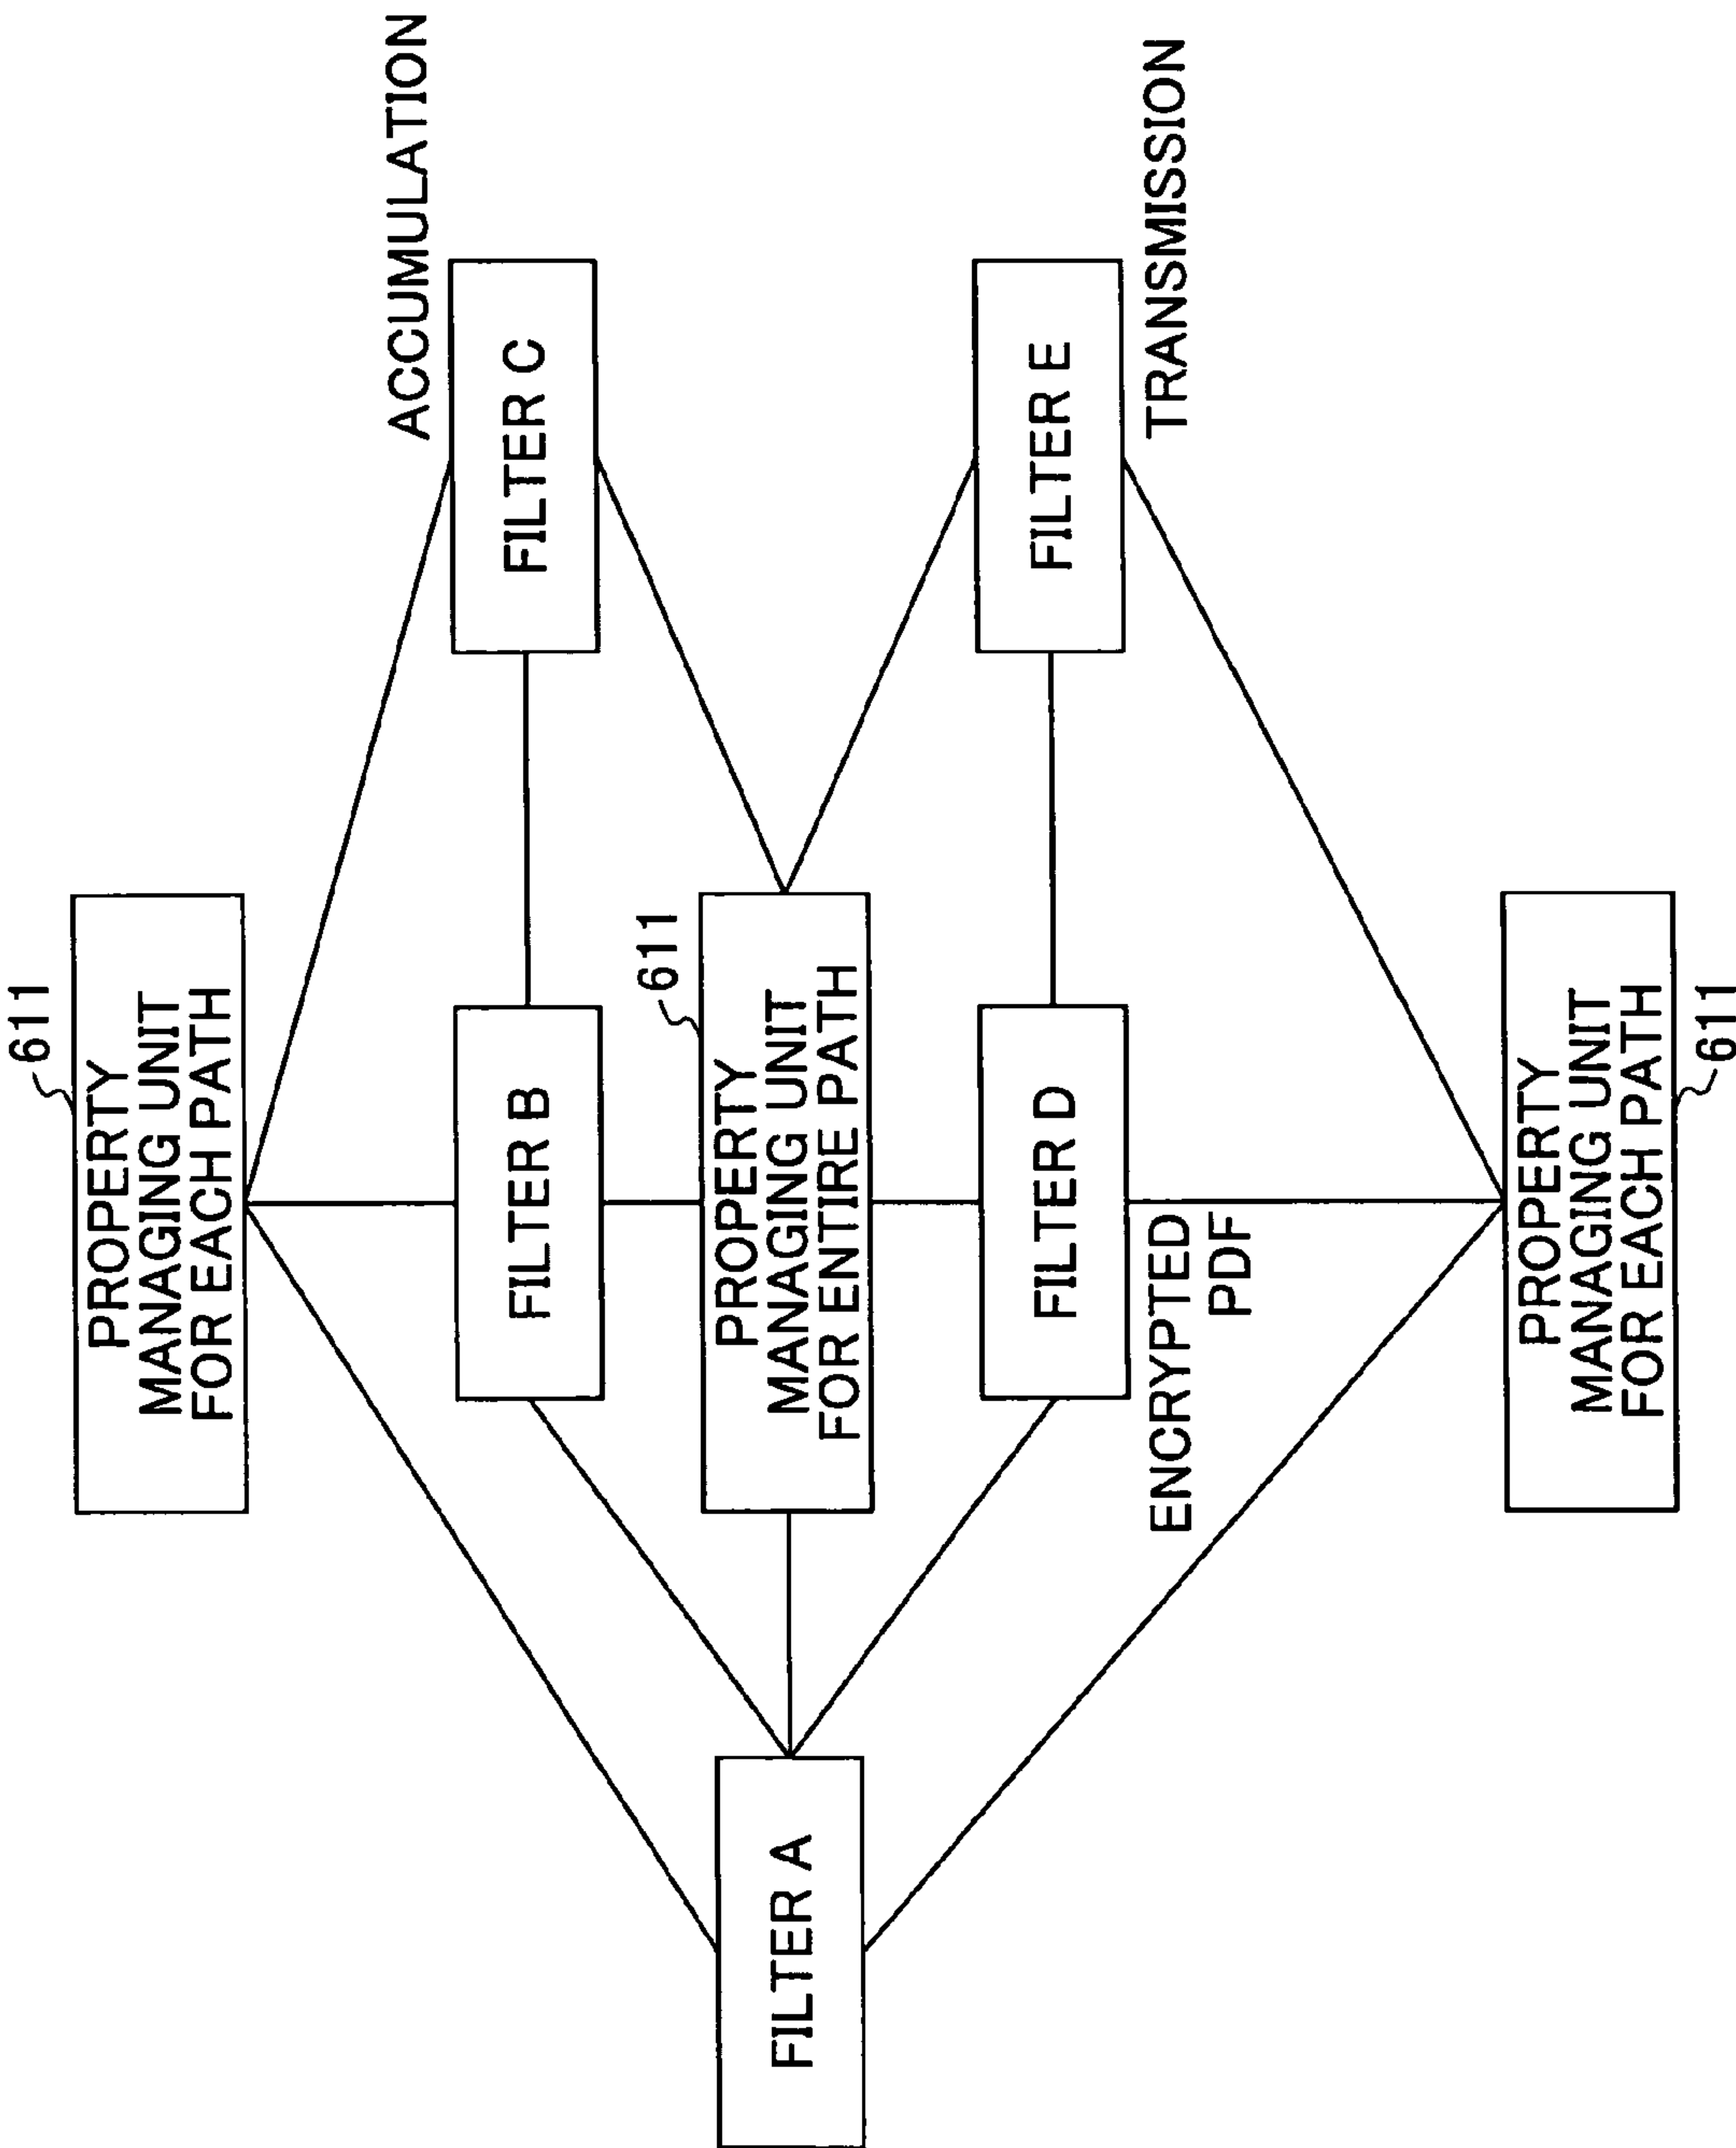 611
PROPERTY
MANAGING UNIT
FOR EACH PATH
ACCUMULATION
FILTER B
FILTER C
611
FILTER A
PROPERTY
MANAGING UNIT
FOR ENTIRE PATH
FILTER D
FILTER E
ENCRYPTED
PDF
TRANSMISSION
PROPERTY
MANAGING UNIT
FOR EACH PATH
611